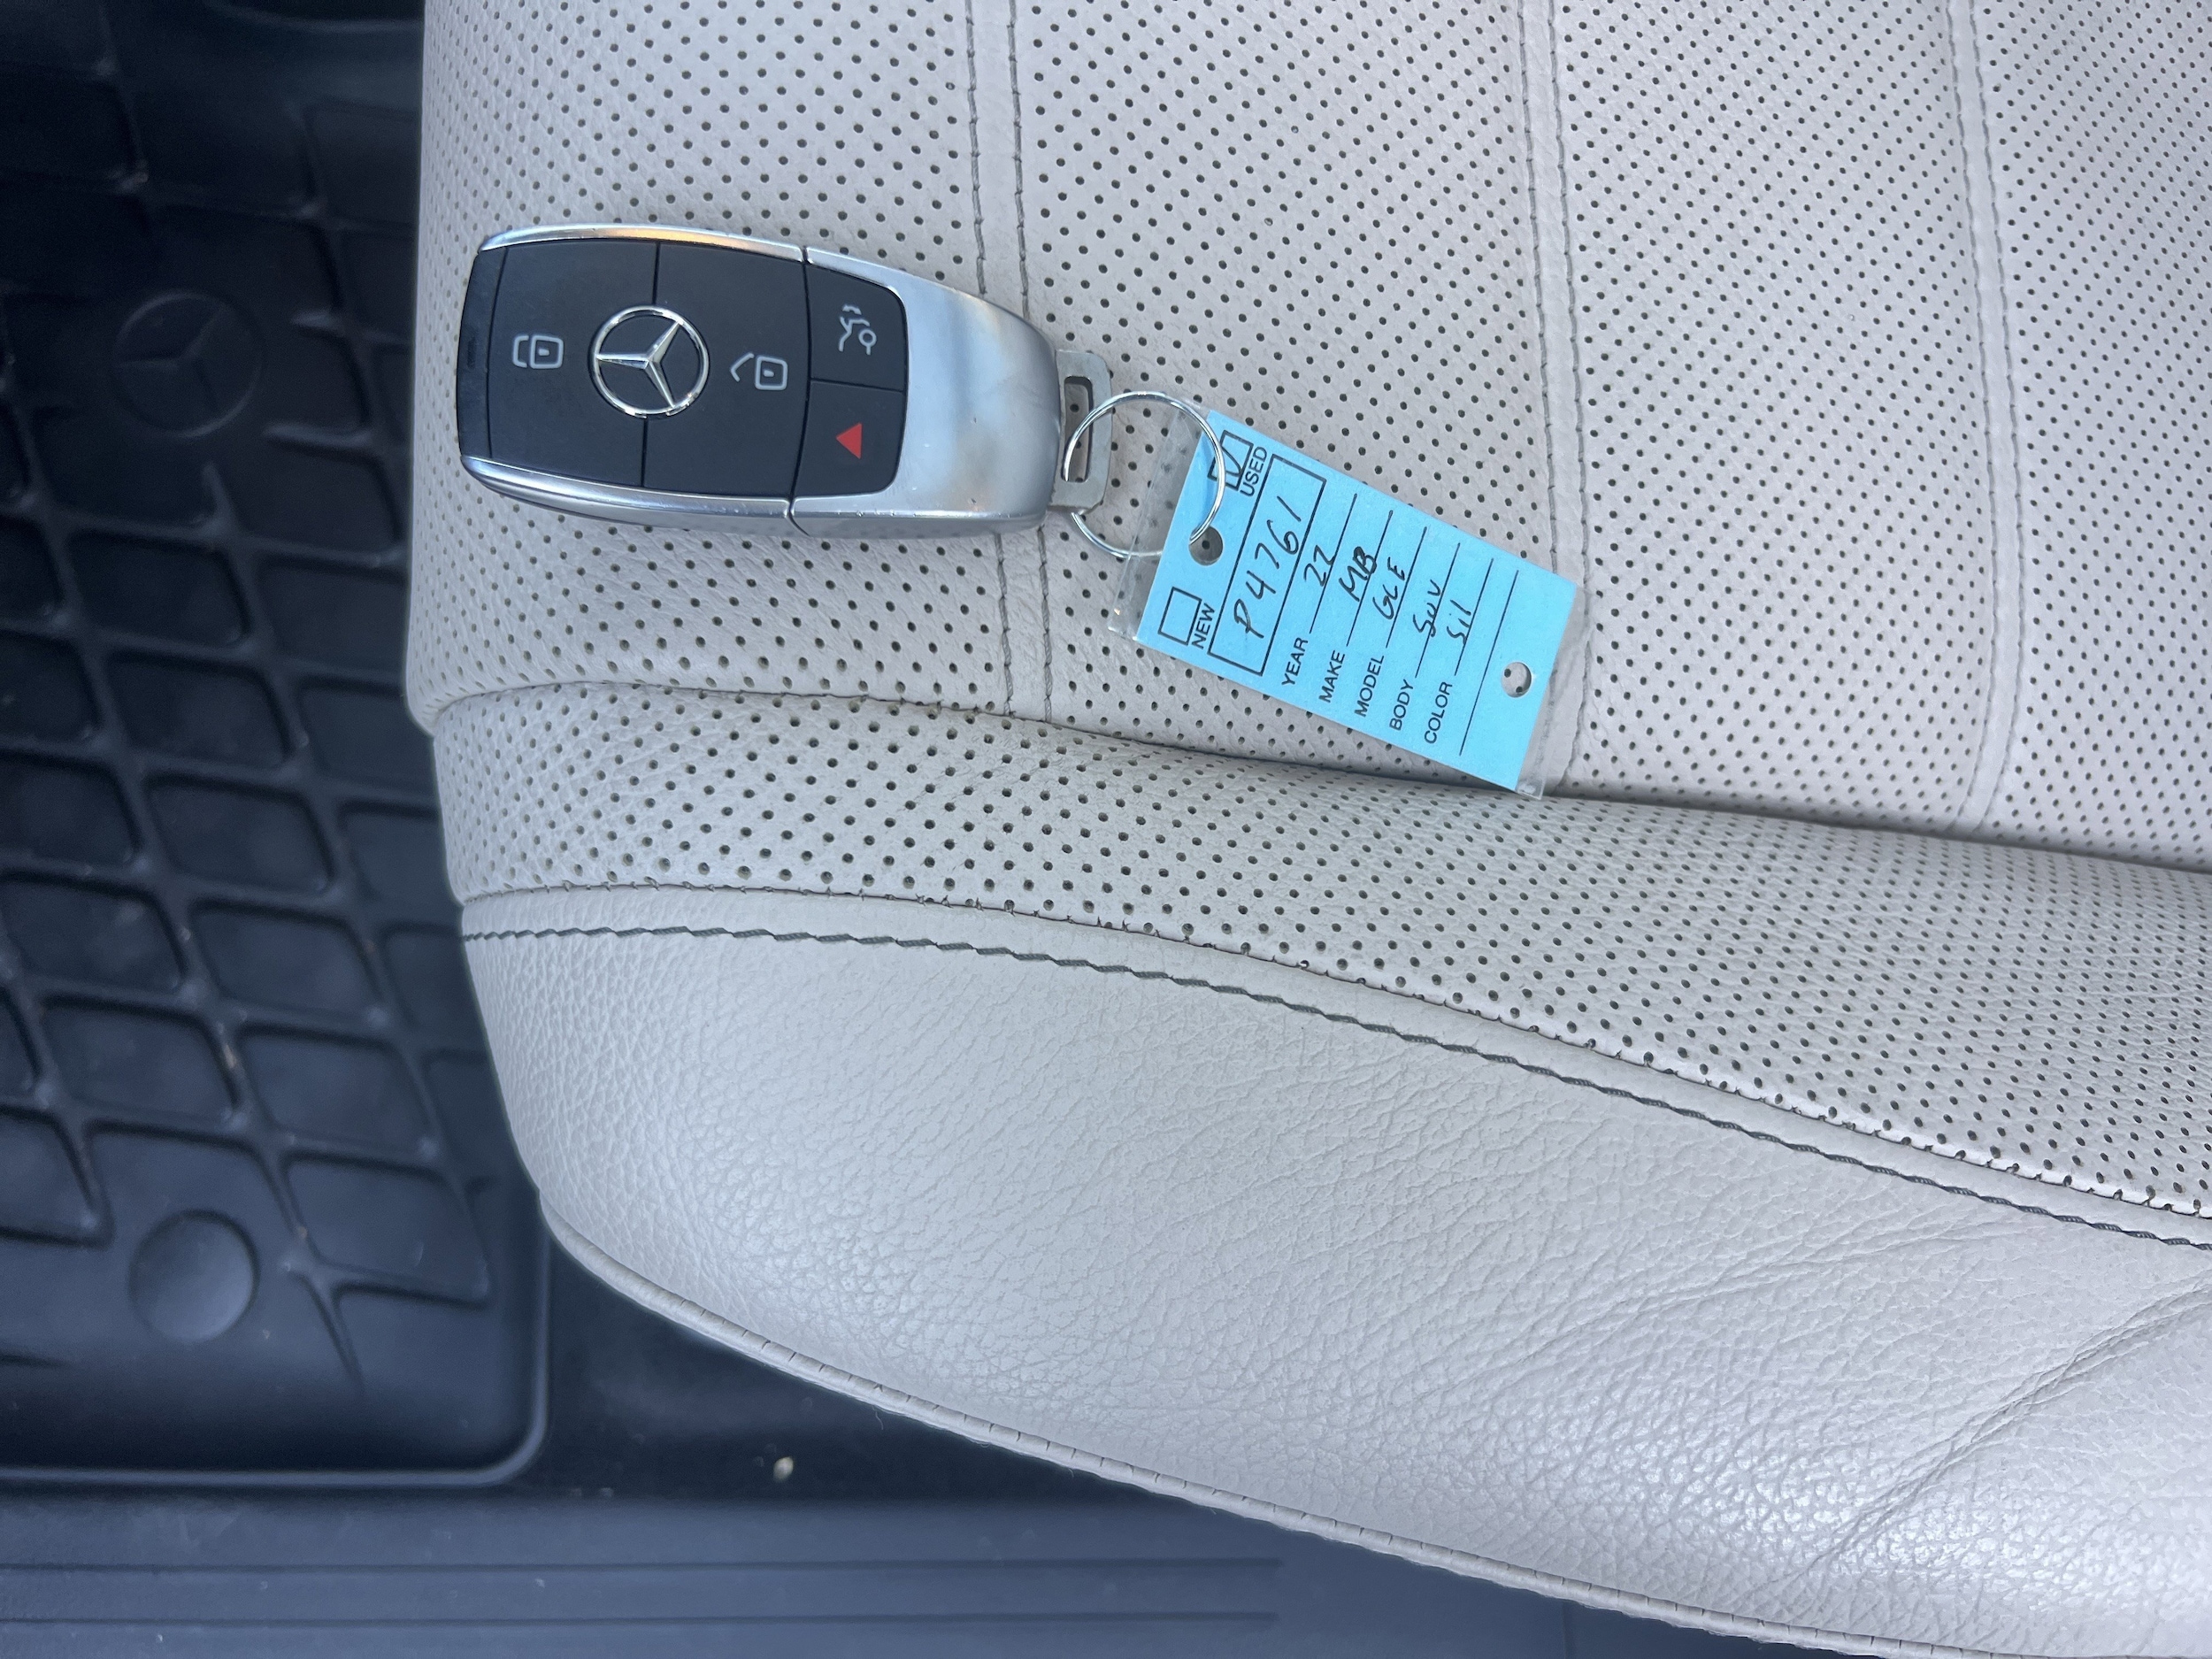 NEW USED
P4761
YEAR 22
MAKE MB
MODEL GLE
BODY SUV
COLOR Sil